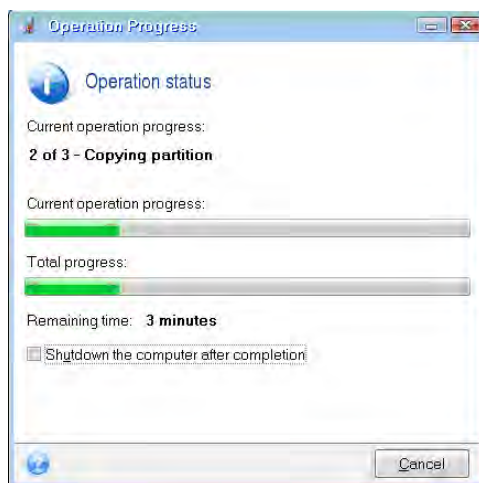 Operation Progress
Operation status
Current operation progress:
2 of 3 - Copying partition
Current operation progress:
Total progress:
Remaining time: 3 minutes
Shutdown the computer after completion
Cancel